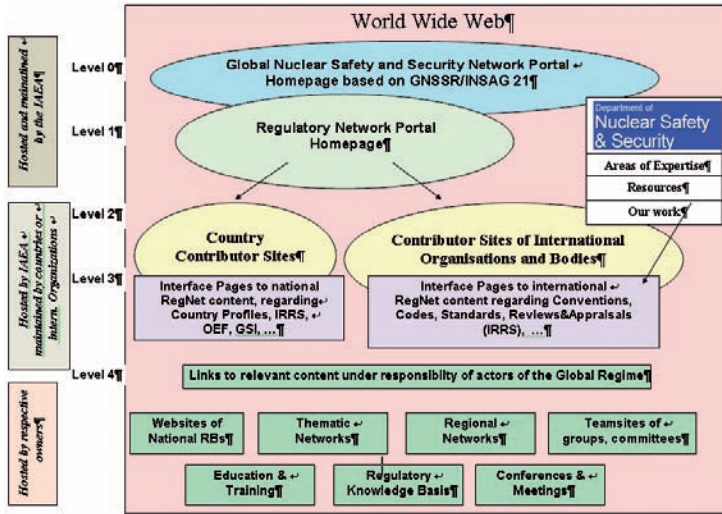 World Wide Web¶
Hosted and maintained
by the IAEA¶
Level 0¶
Global Nuclear Safety and Security Network Portal ↵
Homepage based on GNSSR/INSAG 21¶
Level 1¶
Regulatory Network Portal
Homepage¶
Department of
Nuclear Safety
& Security
Areas of Expertise¶
Resources¶
Our work¶
Hosted by IAEA ↵
maintained by countries or ↵
intern. Organizations ↵
Level 2¶
Country
Contributor Sites¶
Contributor Sites of International
Organisations and Bodies¶
Level 3¶
Interface Pages to national
RegNet content, regarding↵
Country Profiles, IRRS, ↵
OEF, GSI, ...¶
Interface Pages to international ↵
RegNet content regarding Conventions,
Codes, Standards, Reviews&Appraisals
(IRRS), ...¶
Level 4¶
Links to relevant content under responsiblity of actors of the Global Regime¶
Hosted by respective
owners¶
Websites of
National RBs¶
Thematic ↵
Networks¶
Regional ↵
Networks¶
Teamsites of ↵
groups, committees¶
Education & ↵
Training¶
Regulatory ↵
Knowledge Basis¶
Conferences & ↵
Meetings¶